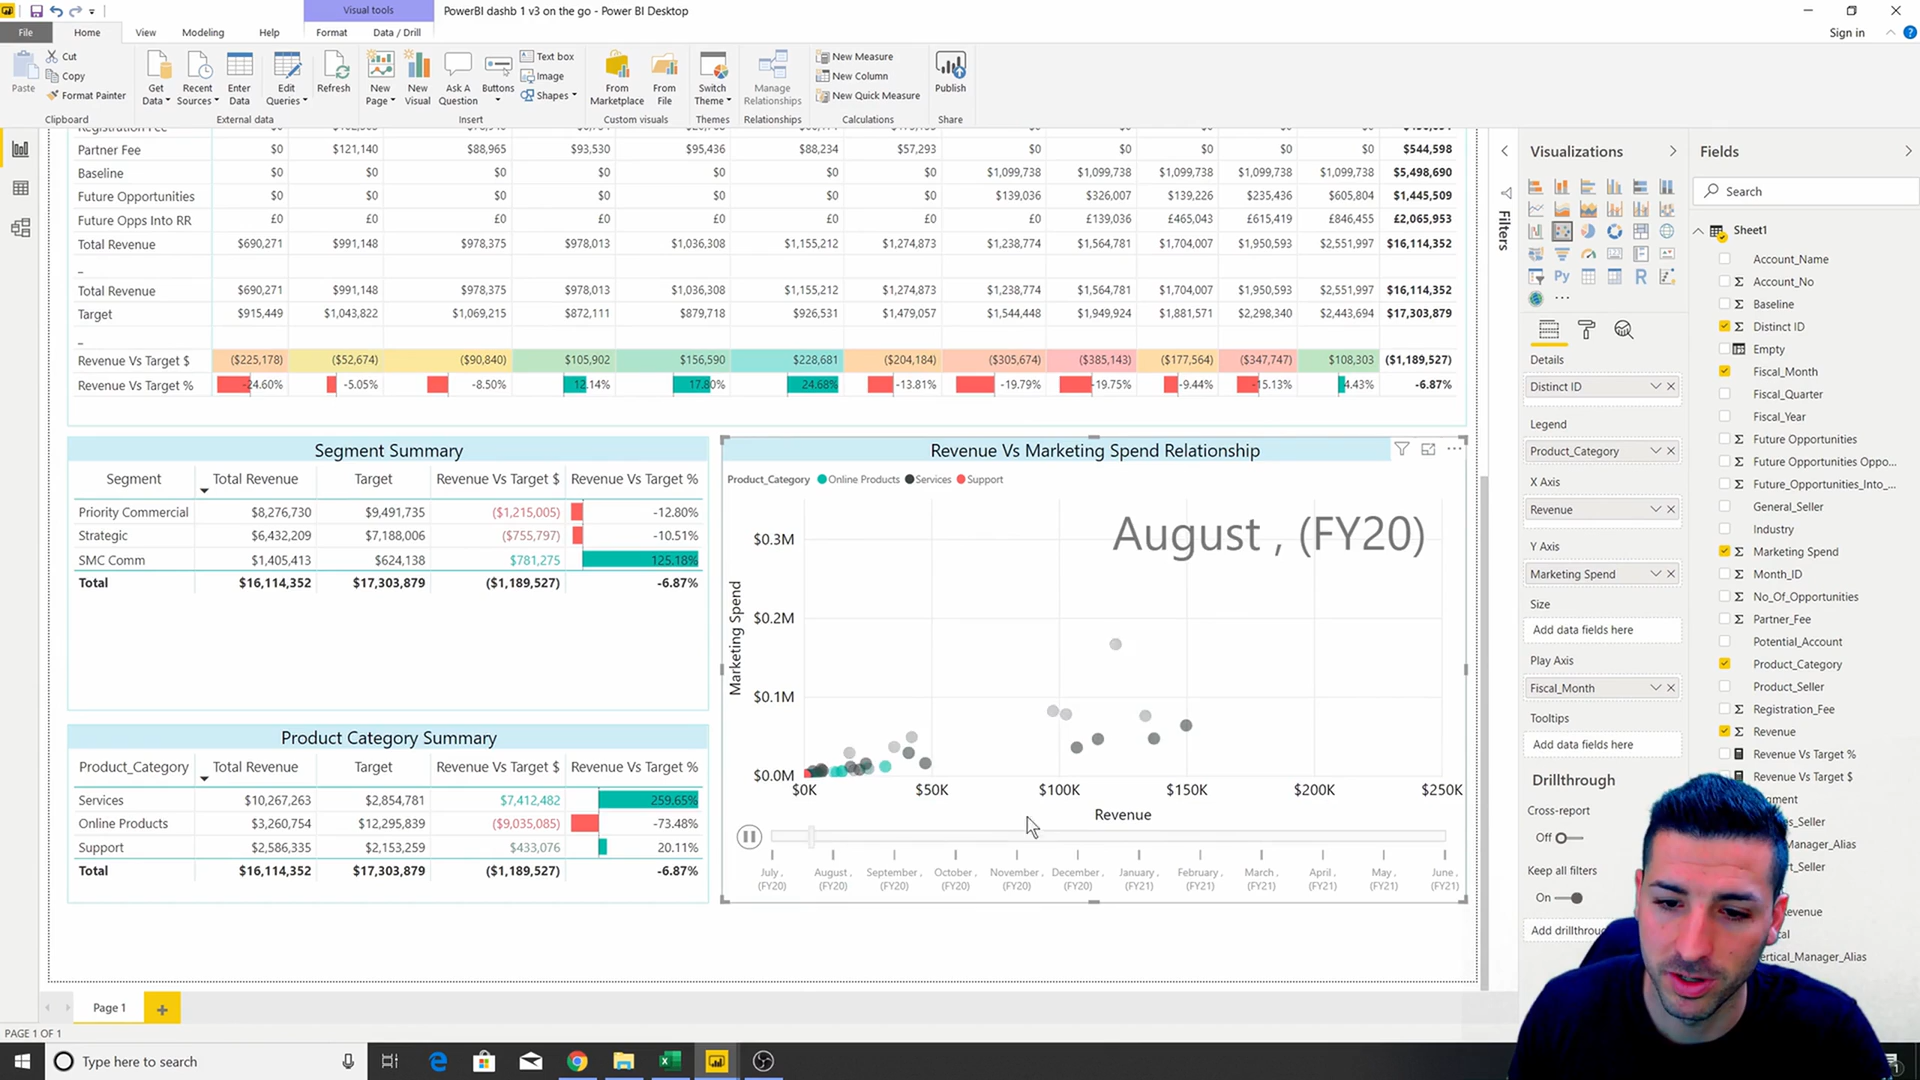 Visual tools
PowerBI dashb 1 v3 on the go - Power BI Desktop
File Home View Modeling Help Format Data / Drill Sign in
Cut
Copy
Format Painter
Paste
Clipboard
Get Data
Recent Sources
Enter Data
Edit Queries
Refresh
External data
New Page
New Visual
Ask A Question
Buttons
Text box
Image
Shapes
Insert
From Marketplace
From File
Custom visuals
Switch Theme
Themes
Manage Relationships
Relationships
New Measure
New Column
New Quick Measure
Calculations
Publish
Share
Partner Fee $0 $121,140 $88,965 $93,530 $95,436 $88,234 $57,293 $0 $0 $0 $0 $0 $544,598
Baseline $0 $0 $0 $0 $0 $0 $0 $1,099,738 $1,099,738 $1,099,738 $1,099,738 $1,099,738 $5,498,690
Future Opportunities $0 $0 $0 $0 $0 $0 $0 $139,036 $326,007 $139,226 $235,436 $605,804 $1,445,509
Future Opps Into RR £0 £0 £0 £0 £0 £0 £0 £0 £139,036 £465,043 £615,419 £846,455 £2,065,953
Total Revenue $690,271 $991,148 $978,375 $978,013 $1,036,308 $1,155,212 $1,274,873 $1,238,774 $1,564,781 $1,704,007 $1,950,593 $2,551,997 $16,114,352
_
Total Revenue $690,271 $991,148 $978,375 $978,013 $1,036,308 $1,155,212 $1,274,873 $1,238,774 $1,564,781 $1,704,007 $1,950,593 $2,551,997 $16,114,352
Target $915,449 $1,043,822 $1,069,215 $872,111 $879,718 $926,531 $1,479,057 $1,544,448 $1,949,924 $1,881,571 $2,298,340 $2,443,694 $17,303,879
_
Revenue Vs Target $ ($225,178) ($52,674) ($90,840) $105,902 $156,590 $228,681 ($204,184) ($305,674) ($385,143) ($177,564) ($347,747) $108,303 ($1,189,527)
Revenue Vs Target % -24.60% -5.05% -8.50% 12.14% 17.80% 24.68% -13.81% -19.79% -19.75% -9.44% -15.13% 4.43% -6.87%
Segment Summary
Segment Total Revenue Target Revenue Vs Target $ Revenue Vs Target %
Priority Commercial $8,276,730 $9,491,735 ($1,215,005) -12.80%
Strategic $6,432,209 $7,188,006 ($755,797) -10.51%
SMC Comm $1,405,413 $624,138 $781,275 125.18%
Total $16,114,352 $17,303,879 ($1,189,527) -6.87%
Product Category Summary
Product_Category Total Revenue Target Revenue Vs Target $ Revenue Vs Target %
Services $10,267,263 $2,854,781 $7,412,482 259.65%
Online Products $3,260,754 $12,295,839 ($9,035,085) -73.48%
Support $2,586,335 $2,153,259 $433,076 20.11%
Total $16,114,352 $17,303,879 ($1,189,527) -6.87%
Revenue Vs Marketing Spend Relationship
Product_Category Online Products Services Support
August , (FY20)
Marketing Spend
$0.3M
$0.2M
$0.1M
$0.0M
$0K $50K $100K $150K $200K $250K
Revenue
July , August , September , October , November , December , January , February , March , April , May , June ,
(FY20) (FY20) (FY20) (FY20) (FY20) (FY20) (FY21) (FY21) (FY21) (FY21) (FY21) (FY21)
Filters
Visualizations
Py
R
Details
Distinct ID
Legend
Product_Category
X Axis
Revenue
Y Axis
Marketing Spend
Size
Add data fields here
Play Axis
Fiscal_Month
Tooltips
Add data fields here
Drillthrough
Cross-report
Off
Keep all filters
On
Add drillthrou
Fields
Search
Sheet1
Account_Name
Account_No
Baseline
Distinct ID
Empty
Fiscal_Month
Fiscal_Quarter
Fiscal_Year
Future Opportunities
Future Opportunities Oppo...
Future_Opportunities_Into_...
General_Seller
Industry
Marketing Spend
Month_ID
No_Of_Opportunities
Partner_Fee
Potential_Account
Product_Category
Product_Seller
Registration_Fee
Revenue
Revenue Vs Target %
Revenue Vs Target $
Page 1
PAGE 1 OF 1
Type here to search